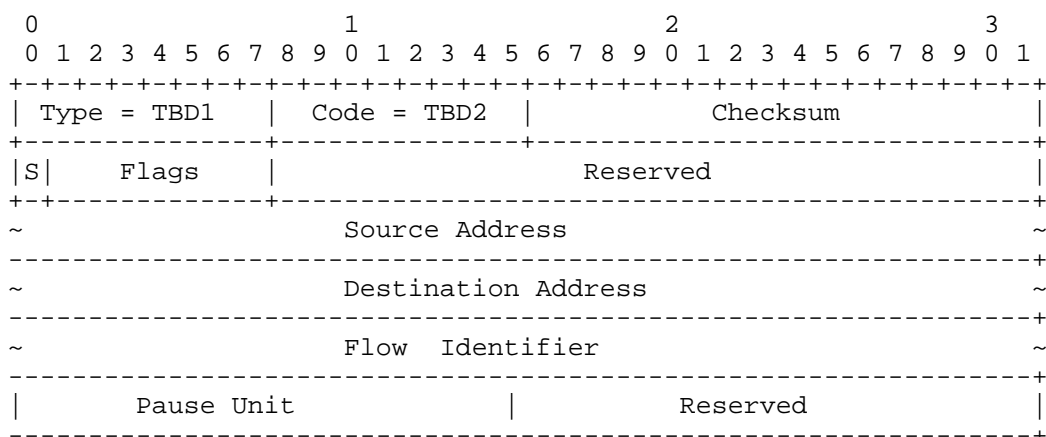 0                   1                   2                   3
 0 1 2 3 4 5 6 7 8 9 0 1 2 3 4 5 6 7 8 9 0 1 2 3 4 5 6 7 8 9 0 1
+-+-+-+-+-+-+-+-+-+-+-+-+-+-+-+-+-+-+-+-+-+-+-+-+-+-+-+-+-+-+-+-+
|  Type = TBD1  |  Code = TBD2  |           Checksum            |
+---------------+---------------+-------------------------------+
|S|    Flags    |                   Reserved                    |
+-+-------------+-----------------------------------------------+
~                    Source Address                             ~
----------------------------------------------------------------+
~                    Destination Address                        ~
----------------------------------------------------------------+
~                    Flow  Identifier                           ~
----------------------------------------------------------------+
|       Pause Unit              |          Reserved             |
----------------------------------------------------------------+